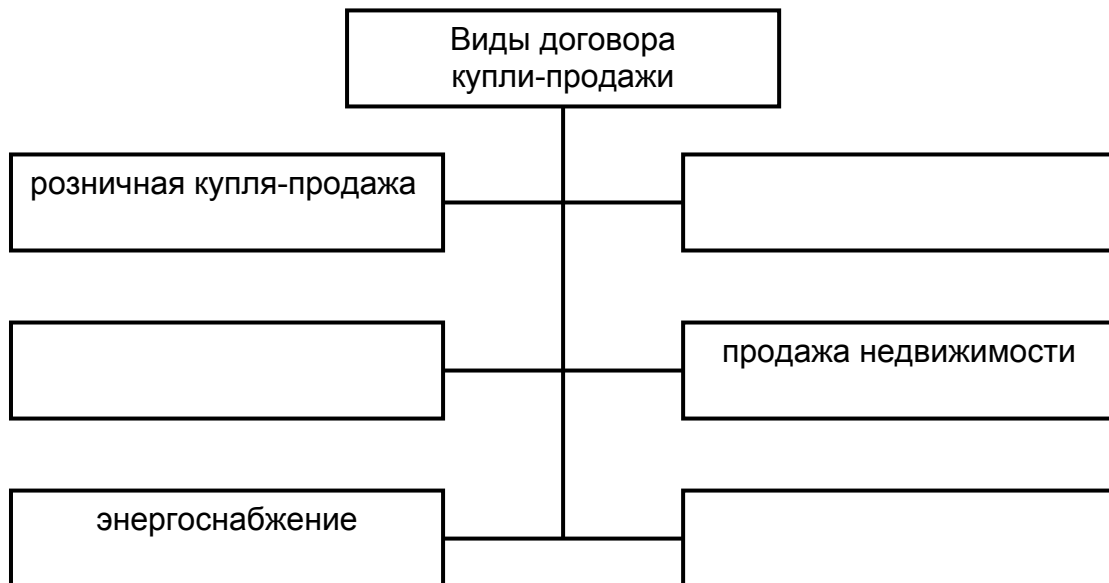 Виды договора
купли-продажи
розничная купля-продажа
продажа недвижимости
энергоснабжение